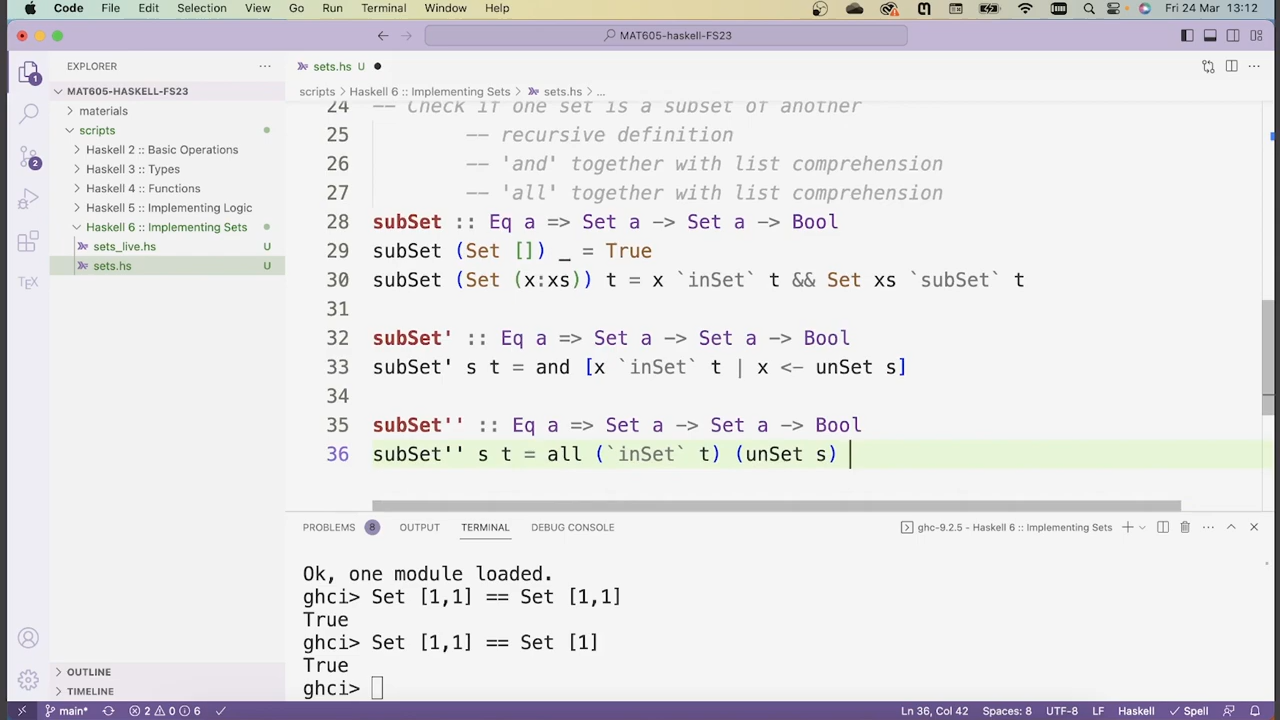 Code File Edit Selection View Go Run Terminal Window Help Fri 24 Mar 13:12
MAT605-haskell-FS23
EXPLORER
sets.hs U
MAT605-HASKELL-FS23
scripts > Haskell 6 :: Implementing Sets > sets.hs > ...
materials
scripts
Haskell 2 :: Basic Operations
Haskell 3 :: Types
Haskell 4 :: Functions
Haskell 5 :: Implementing Logic
Haskell 6 :: Implementing Sets
sets_live.hs U
sets.hs U
OUTLINE
TIMELINE
24 -- Check if one set is a subset of another
25 -- recursive definition
26 -- 'and' together with list comprehension
27 -- 'all' together with list comprehension
28 subSet :: Eq a => Set a -> Set a -> Bool
29 subSet (Set []) _ = True
30 subSet (Set (x:xs)) t = x `inSet` t && Set xs `subSet` t
31
32 subSet' :: Eq a => Set a -> Set a -> Bool
33 subSet' s t = and [x `inSet` t | x <- unSet s]
34
35 subSet'' :: Eq a => Set a -> Set a -> Bool
36 subSet'' s t = all (`inSet` t) (unSet s)
PROBLEMS 8 OUTPUT TERMINAL DEBUG CONSOLE ghc-9.2.5 - Haskell 6 :: Implementing Sets
Ok, one module loaded.
ghci> Set [1,1] == Set [1,1]
True
ghci> Set [1,1] == Set [1]
True
ghci>
main* 2 0 6 Ln 36, Col 42 Spaces: 8 UTF-8 LF Haskell Spell